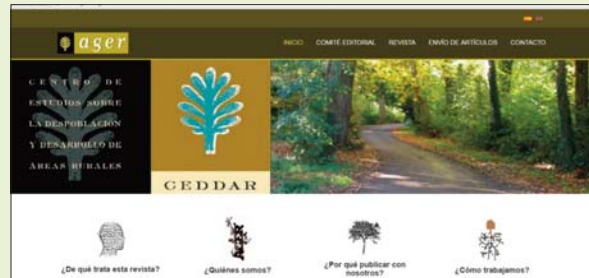 ager
INICIO COMITÉ EDITORIAL REVISTA ENVÍO DE ARTÍCULOS CONTACTO
CENTRO DE
ESTUDIOS SOBRE
LA DESPOBLACIÓN
Y DESARROLLO DE
ÁREAS RURALES
CEDDAR
¿De qué trata esta revista?
¿Quiénes somos?
¿Por qué publicar con
nosotros?
¿Cómo trabajamos?